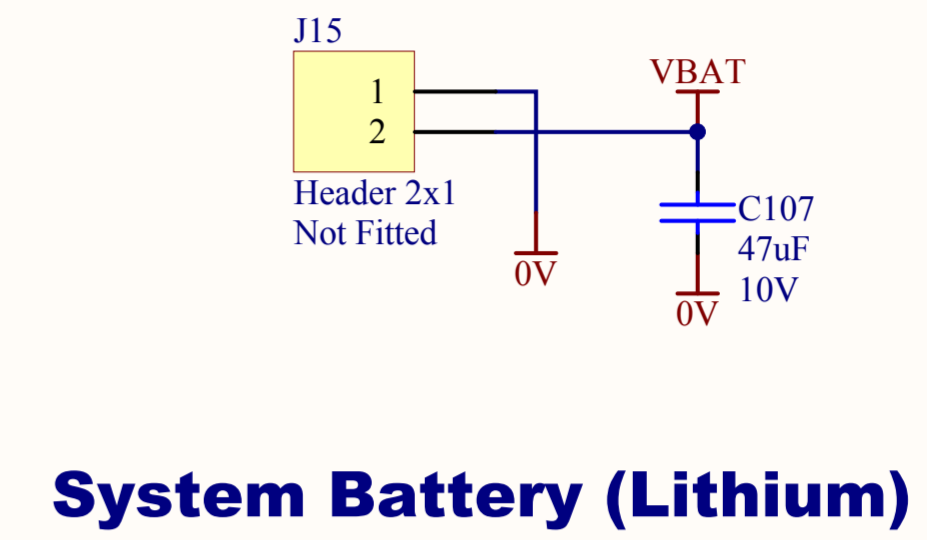 J15
1
2
Header 2x1
Not Fitted
0V
VBAT
C107
47uF
10V
0V
System Battery (Lithium)